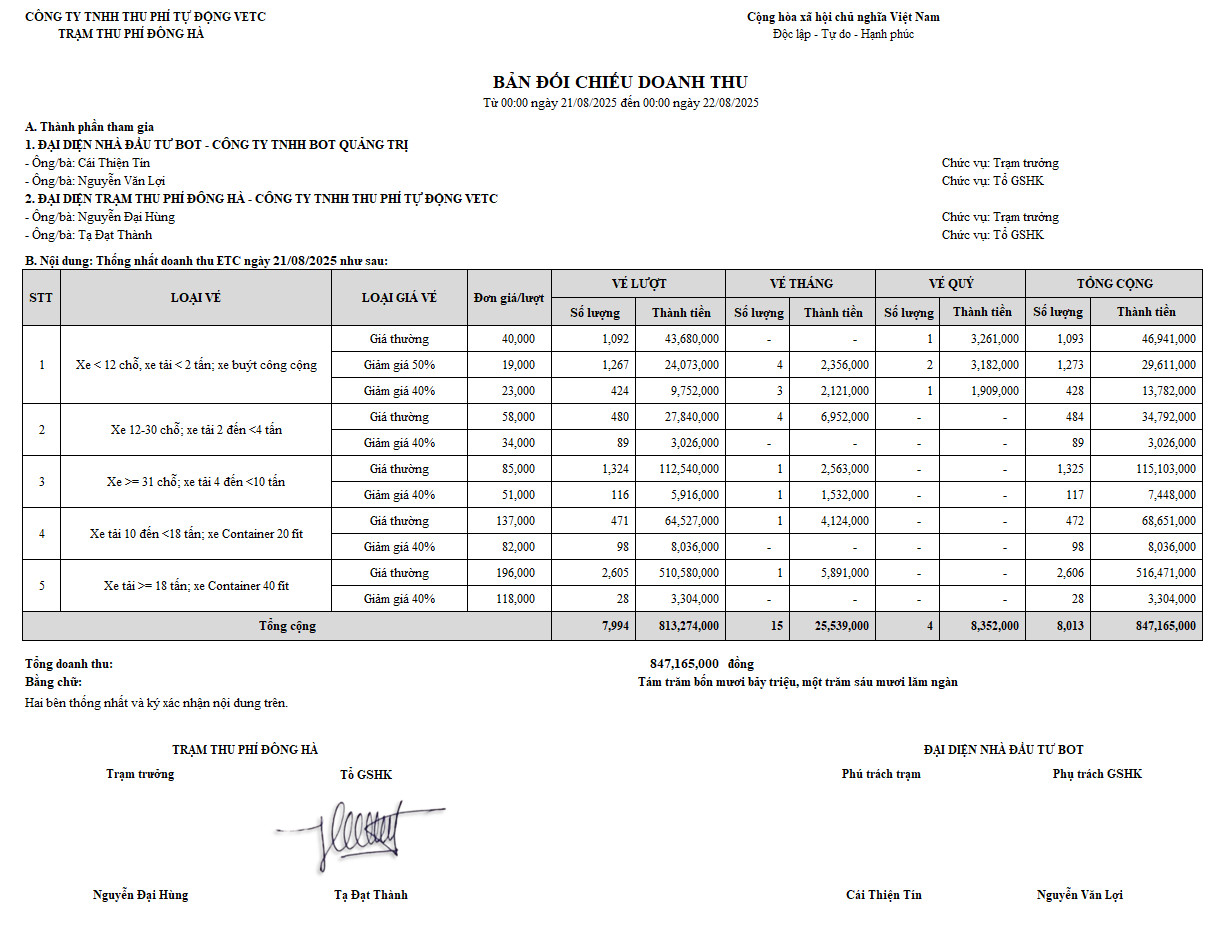 CÔNG TY TNHH THU PHÍ TỰ ĐỘNG VETC
TRẠM THU PHÍ ĐÔNG HÀ
Cộng hòa xã hội chủ nghĩa Việt Nam
Độc lập - Tự do - Hạnh phúc
BẢN ĐỐI CHIẾU DOANH THU
Từ 00:00 ngày 21/08/2025 đến 00:00 ngày 22/08/2025
A. Thành phần tham gia
1. ĐẠI DIỆN NHÀ ĐẦU TƯ BOT - CÔNG TY TNHH BOT QUẢNG TRỊ
- Ông/bà: Cái Thiện Tín Chức vụ: Trạm trưởng
- Ông/bà: Nguyễn Văn Lợi Chức vụ: Tổ GSHK
2. ĐẠI DIỆN TRẠM THU PHÍ ĐÔNG HÀ - CÔNG TY TNHH THU PHÍ TỰ ĐỘNG VETC
- Ông/bà: Nguyễn Đại Hùng Chức vụ: Trạm trưởng
- Ông/bà: Tạ Đạt Thành Chức vụ: Tổ GSHK
B. Nội dung: Thống nhất doanh thu ETC ngày 21/08/2025 như sau:
STT LOẠI VÉ LOẠI GIÁ VÉ Đơn giá/lượt VÉ LƯỢT VÉ THÁNG VÉ QUÝ TỔNG CỘNG
Số lượng Thành tiền Số lượng Thành tiền Số lượng Thành tiền Số lượng Thành tiền
1 Xe < 12 chỗ, xe tải < 2 tấn; xe buýt công cộng
Giá thường 40,000 1,092 43,680,000 - - 1 3,261,000 1,093 46,941,000
Giảm giá 50% 19,000 1,267 24,073,000 4 2,356,000 2 3,182,000 1,273 29,611,000
Giảm giá 40% 23,000 424 9,752,000 3 2,121,000 1 1,909,000 428 13,782,000
2 Xe 12-30 chỗ; xe tải 2 đến <4 tấn
Giá thường 58,000 480 27,840,000 4 6,952,000 - - 484 34,792,000
Giảm giá 40% 34,000 89 3,026,000 - - - - 89 3,026,000
3 Xe >= 31 chỗ; xe tải 4 đến <10 tấn
Giá thường 85,000 1,324 112,540,000 1 2,563,000 - - 1,325 115,103,000
Giảm giá 40% 51,000 116 5,916,000 1 1,532,000 - - 117 7,448,000
4 Xe tải 10 đến <18 tấn; xe Container 20 fit
Giá thường 137,000 471 64,527,000 1 4,124,000 - - 472 68,651,000
Giảm giá 40% 82,000 98 8,036,000 - - - - 98 8,036,000
5 Xe tải >= 18 tấn; xe Container 40 fit
Giá thường 196,000 2,605 510,580,000 1 5,891,000 - - 2,606 516,471,000
Giảm giá 40% 118,000 28 3,304,000 - - - - 28 3,304,000
Tổng cộng 7,994 813,274,000 15 25,539,000 4 8,352,000 8,013 847,165,000
Tổng doanh thu: 847,165,000 đồng
Bằng chữ: Tám trăm bốn mươi bảy triệu, một trăm sáu mươi lăm ngàn
Hai bên thống nhất và ký xác nhận nội dung trên.
TRẠM THU PHÍ ĐÔNG HÀ ĐẠI DIỆN NHÀ ĐẦU TƯ BOT
Trạm trưởng Tổ GSHK Phú trách trạm Phụ trách GSHK
Nguyễn Đại Hùng Tạ Đạt Thành Cái Thiện Tín Nguyễn Văn Lợi